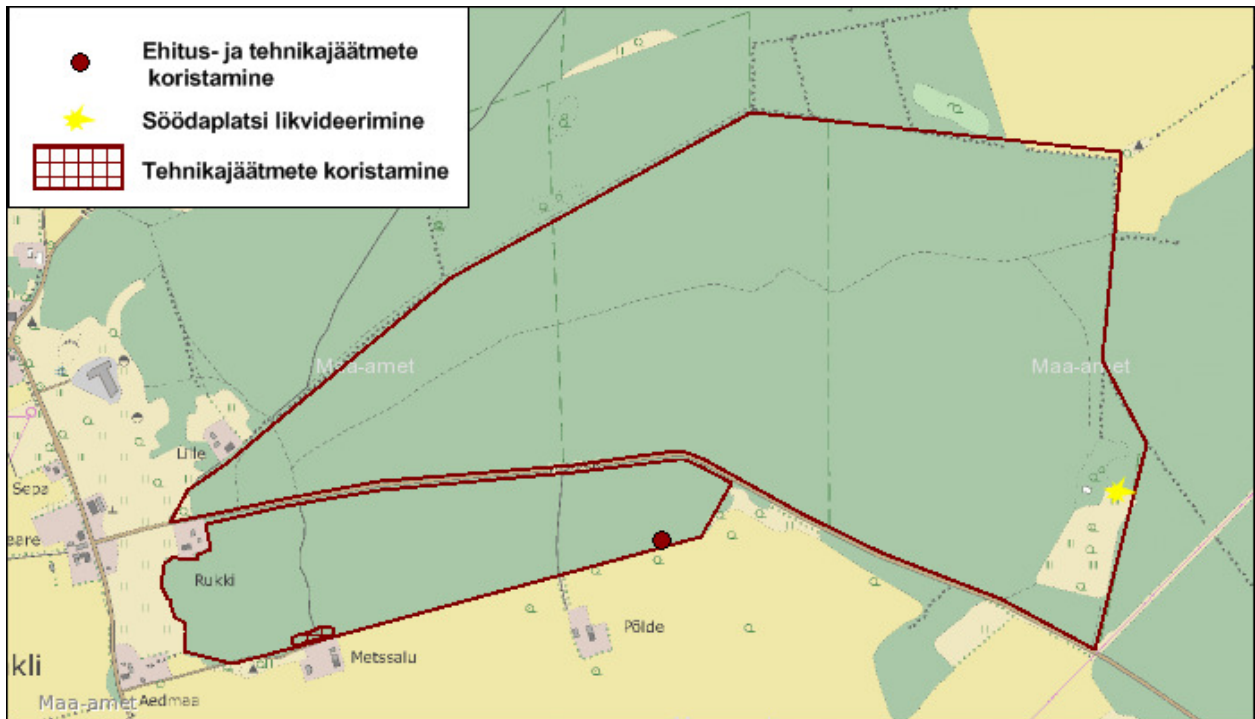 Ehitus- ja tehnikajäätmete
koristamine
Söödaplatsi likvideerimine
Tehnikajäätmete koristamine
Maa-amet
Maa-amet
Lille
Sepa
aare
Rukki
Põlde
Metssalu
kli
Aedmaa
Maa-amet